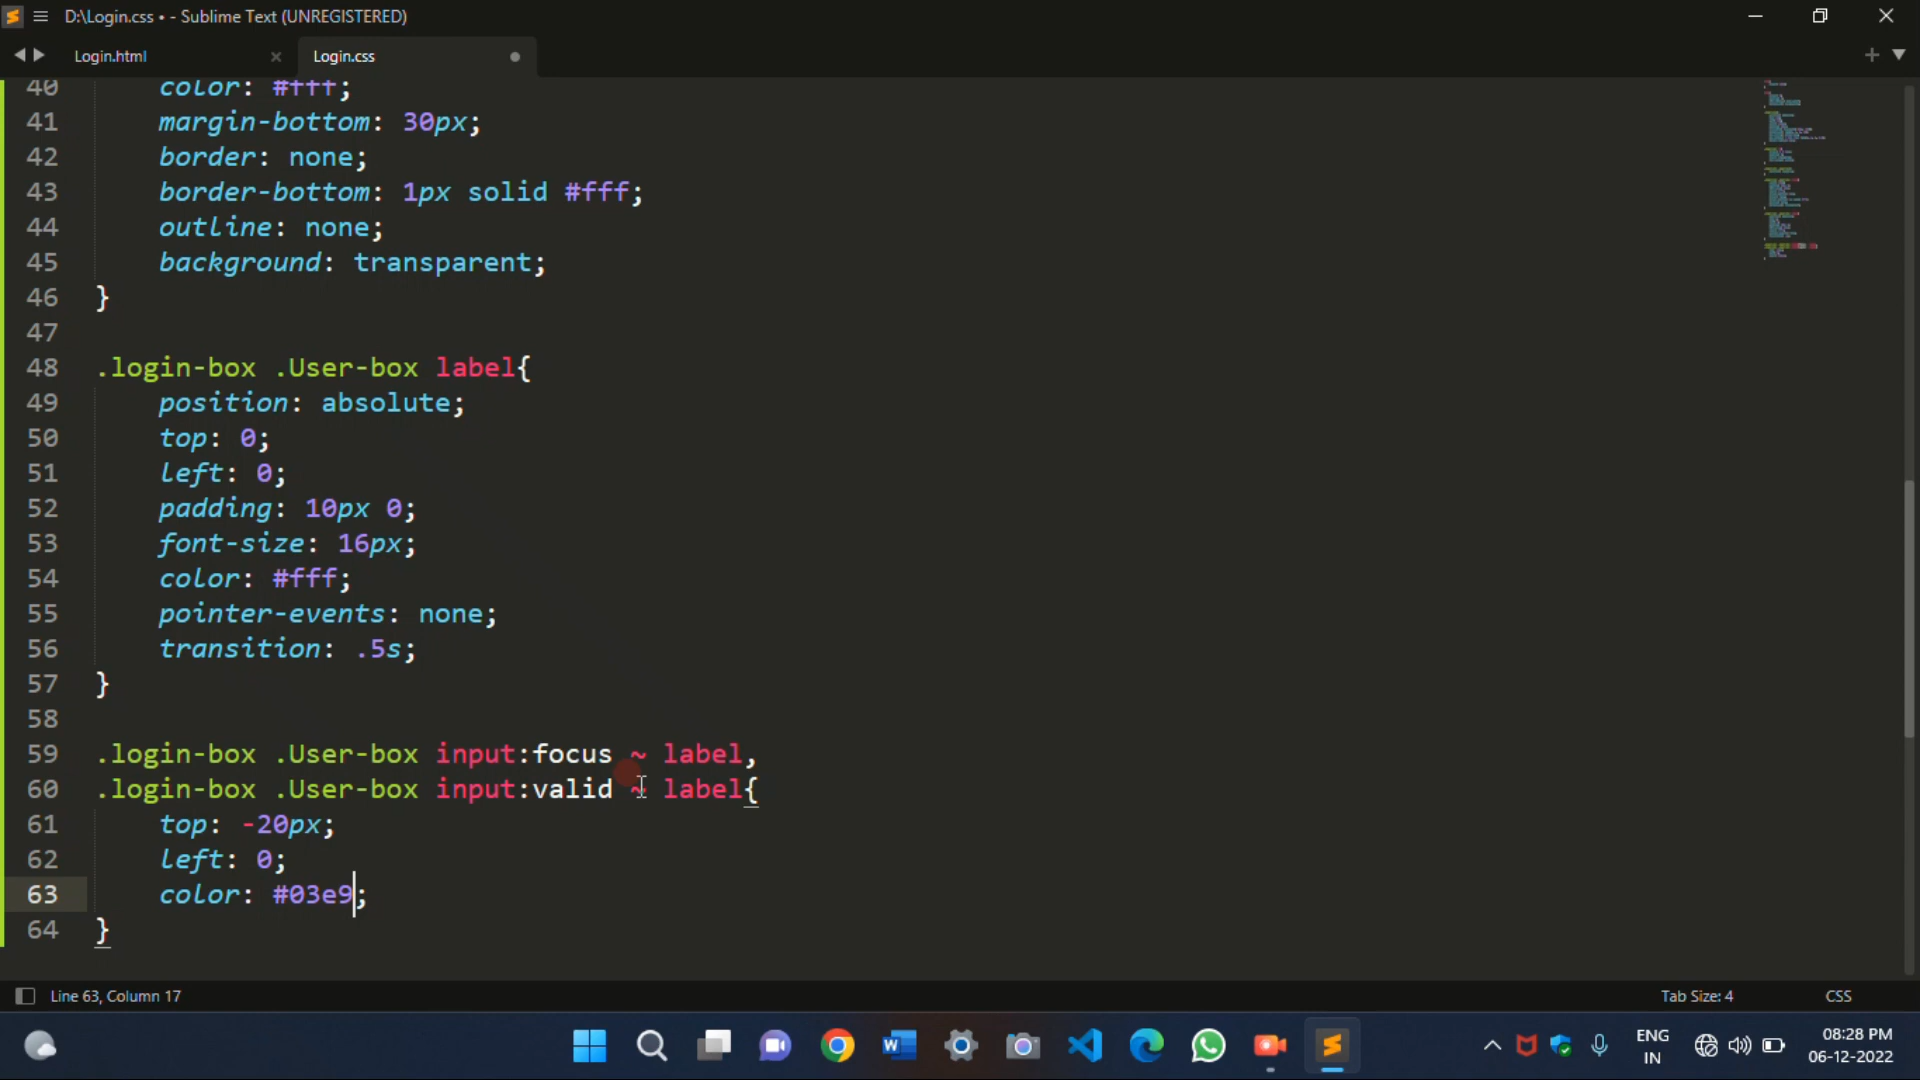 D:\Login.css • - Sublime Text (UNREGISTERED)
Login.html
Login.css
40 color: #fff;
41 margin-bottom: 30px;
42 border: none;
43 border-bottom: 1px solid #fff;
44 outline: none;
45 background: transparent;
46 }
47
48 .login-box .User-box label{
49 position: absolute;
50 top: 0;
51 left: 0;
52 padding: 10px 0;
53 font-size: 16px;
54 color: #fff;
55 pointer-events: none;
56 transition: .5s;
57 }
58
59 .login-box .User-box input:focus ~ label,
60 .login-box .User-box input:valid ~ label{
61 top: -20px;
62 left: 0;
63 color: #03e9;
64 }
Line 63, Column 17
Tab Size: 4
CSS
ENG
IN
08:28 PM
06-12-2022